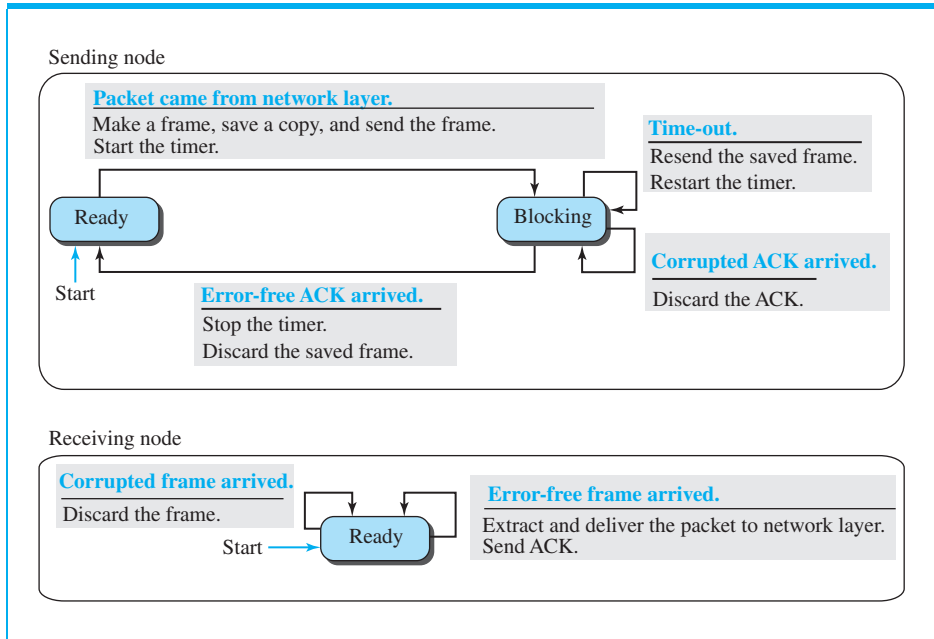 Sending node
Packet came from network layer.
Make a frame, save a copy, and send the frame.
Start the timer.
Time-out.
Resend the saved frame.
Restart the timer.
Ready
Blocking
Start
Error-free ACK arrived.
Stop the timer.
Discard the saved frame.
Corrupted ACK arrived.
Discard the ACK.
Receiving node
Corrupted frame arrived.
Discard the frame.
Start
Ready
Error-free frame arrived.
Extract and deliver the packet to network layer.
Send ACK.